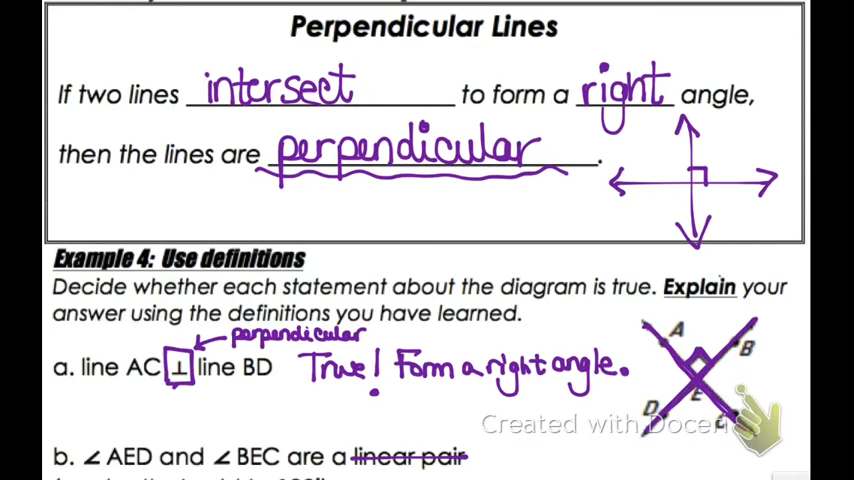 Perpendicular Lines
If two lines intersect to form a right angle,
then the lines are perpendicular.
Example 4: Use definitions
Decide whether each statement about the diagram is true. Explain your
answer using the definitions you have learned.
perpendicular
a. line AC ⊥ line BD True! Form a right angle.
A
B
E
D
C
Created with Doceri
b. ∠ AED and ∠ BEC are a linear pair